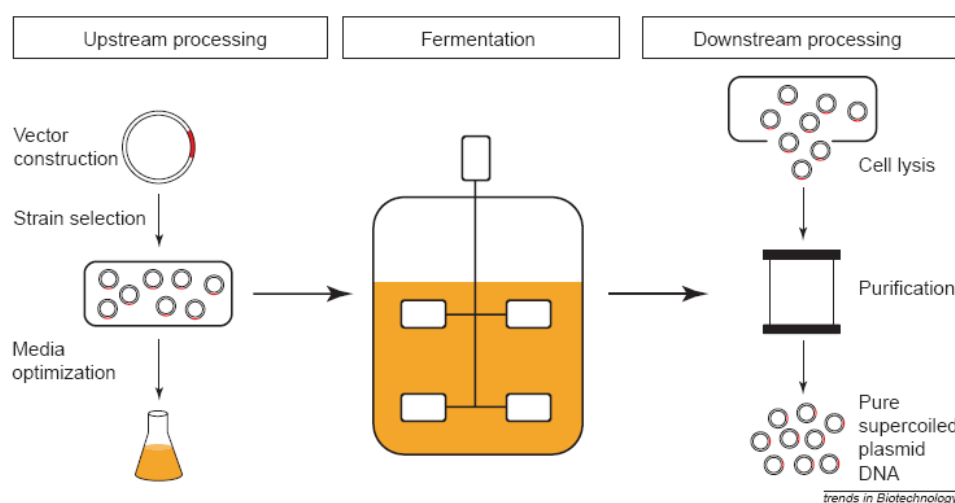 Upstream processing
Fermentation
Downstream processing
Vector
construction
Strain selection
Media
optimization
Cell lysis
Purification
Pure
supercoiled
plasmid
DNA
trends in Biotechnology